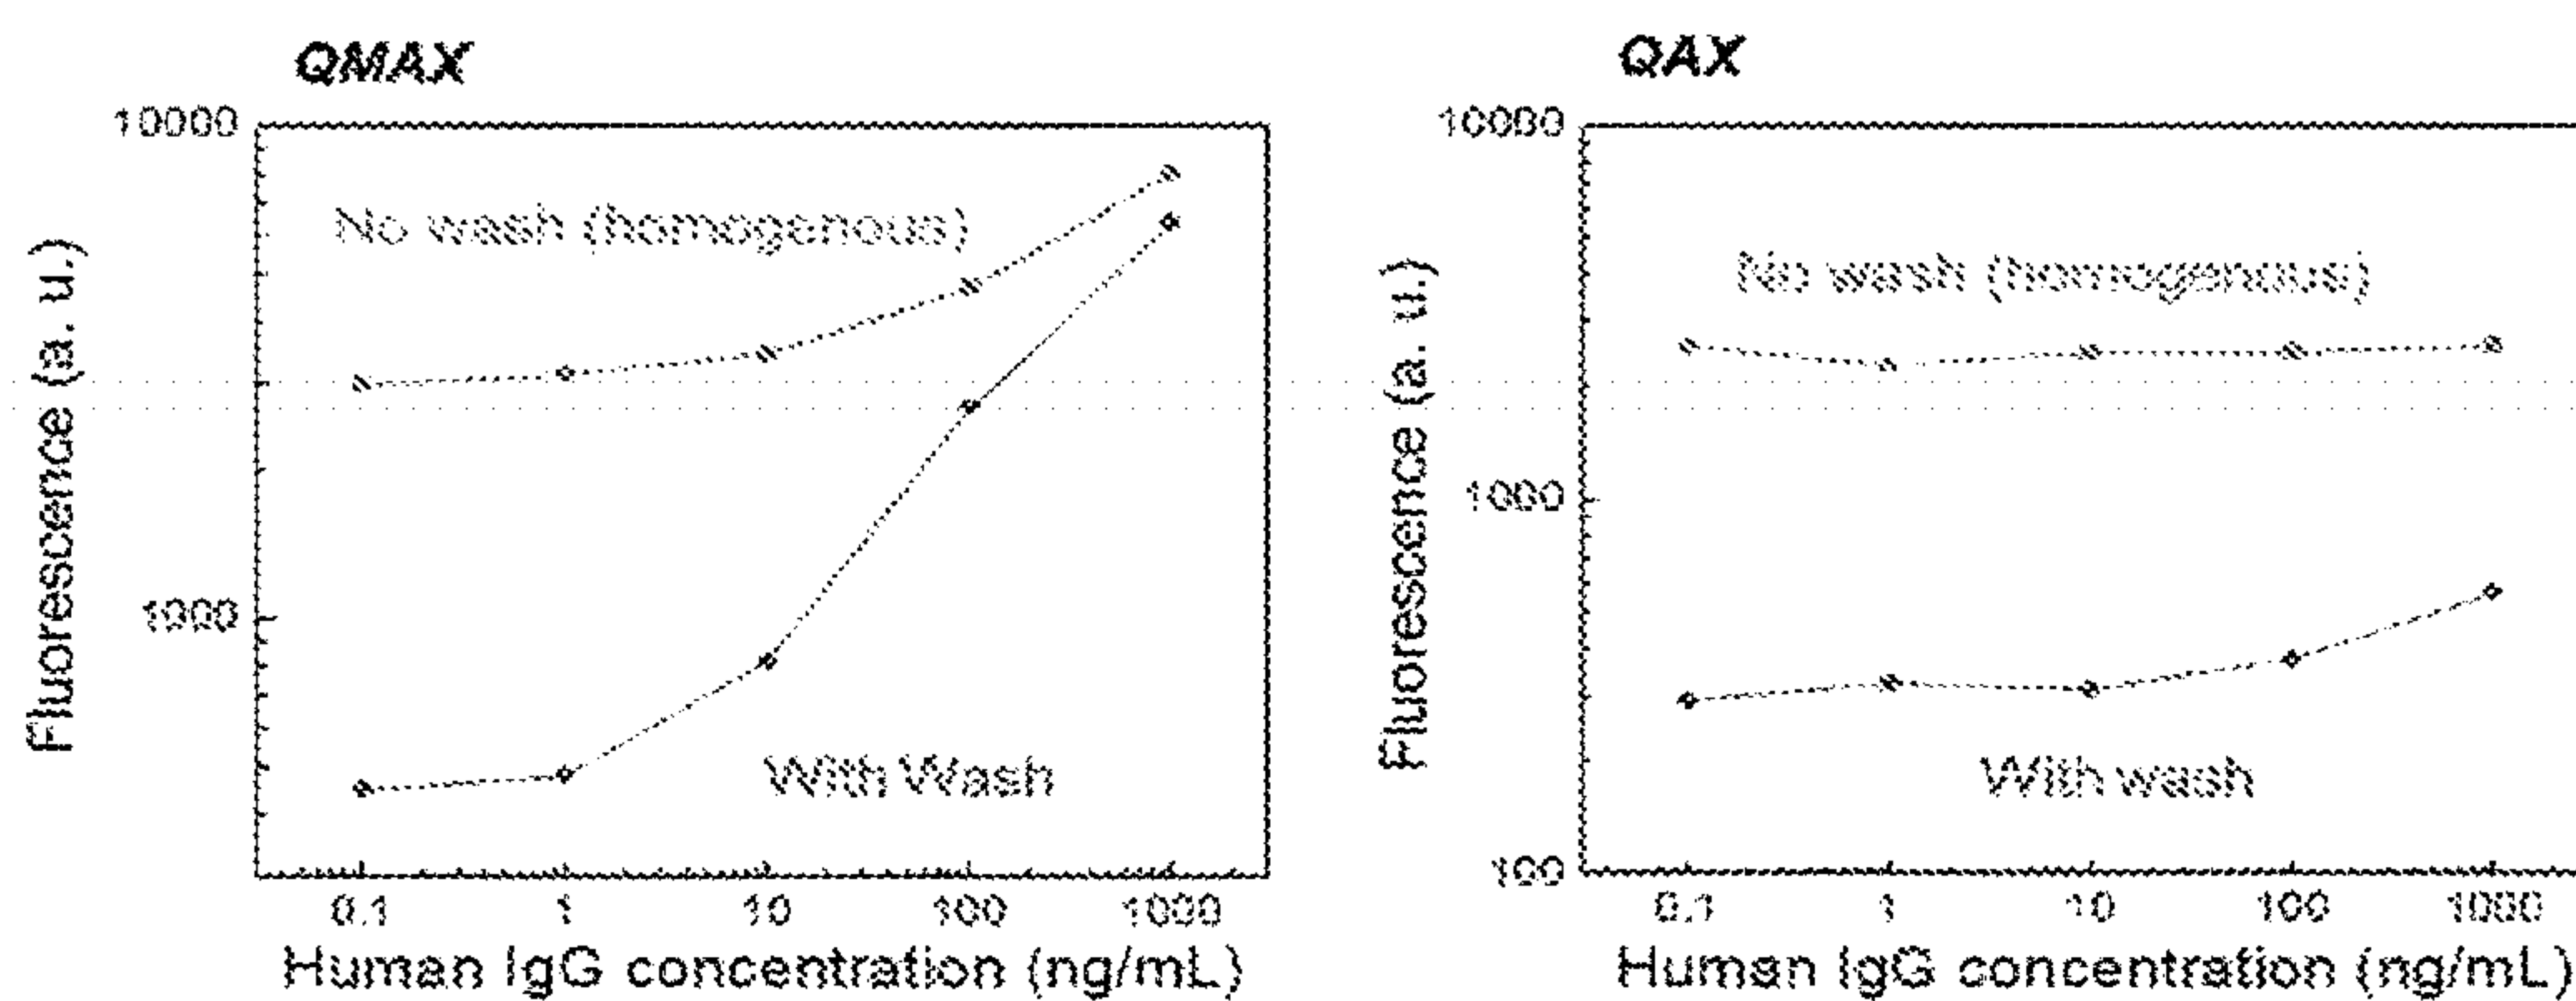 QMAX
10000
No wash (homogenous)
Fluorescence (a. u.)
1000
With Wash
0.1 1 10 100 1000
Human IgG concentration (ng/mL)
QAX
10000
No wash (homogenous)
Fluorescence (a. u.)
1000
With wash
100
0.1 1 10 100 1000
Human IgG concentration (ng/mL)